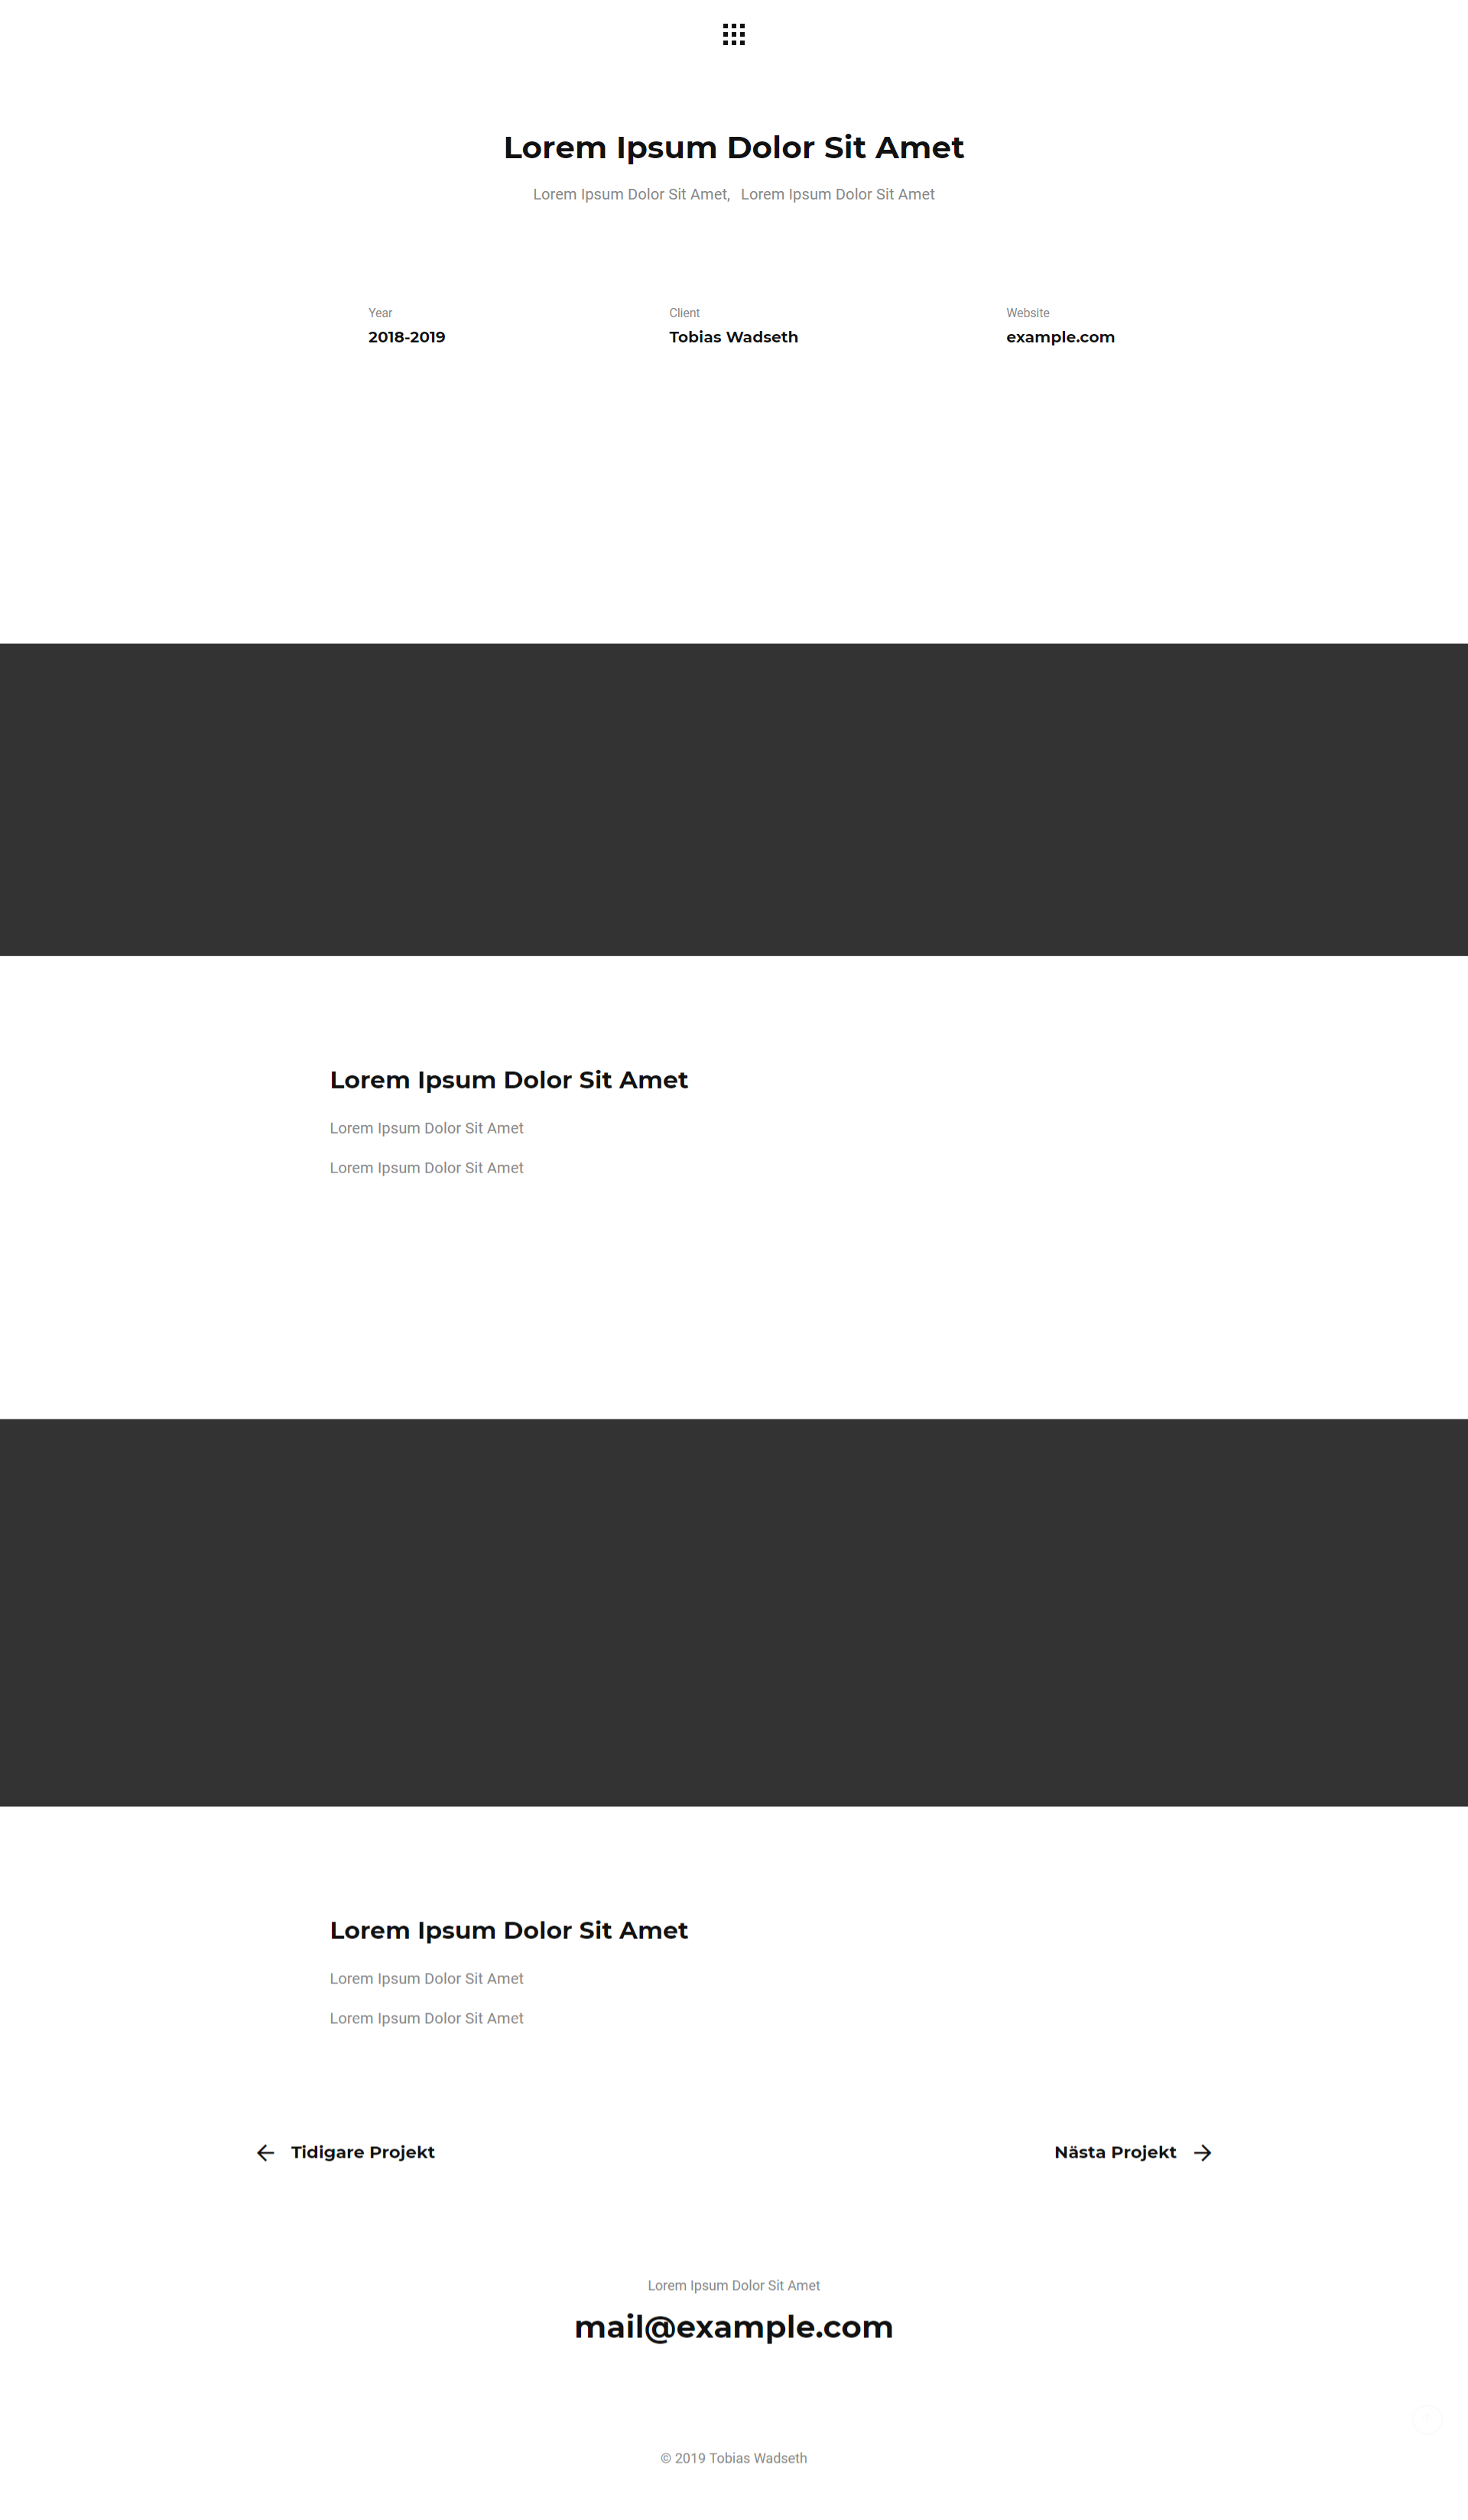 Lorem Ipsum Dolor Sit Amet
Lorem Ipsum Dolor Sit Amet, Lorem Ipsum Dolor Sit Amet
Year
2018-2019
Client
Tobias Wadseth
Website
example.com
Lorem Ipsum Dolor Sit Amet
Lorem Ipsum Dolor Sit Amet
Lorem Ipsum Dolor Sit Amet
Lorem Ipsum Dolor Sit Amet
Lorem Ipsum Dolor Sit Amet
Lorem Ipsum Dolor Sit Amet
Tidigare Projekt
Nästa Projekt
Lorem Ipsum Dolor Sit Amet
mail@example.com
© 2019 Tobias Wadseth